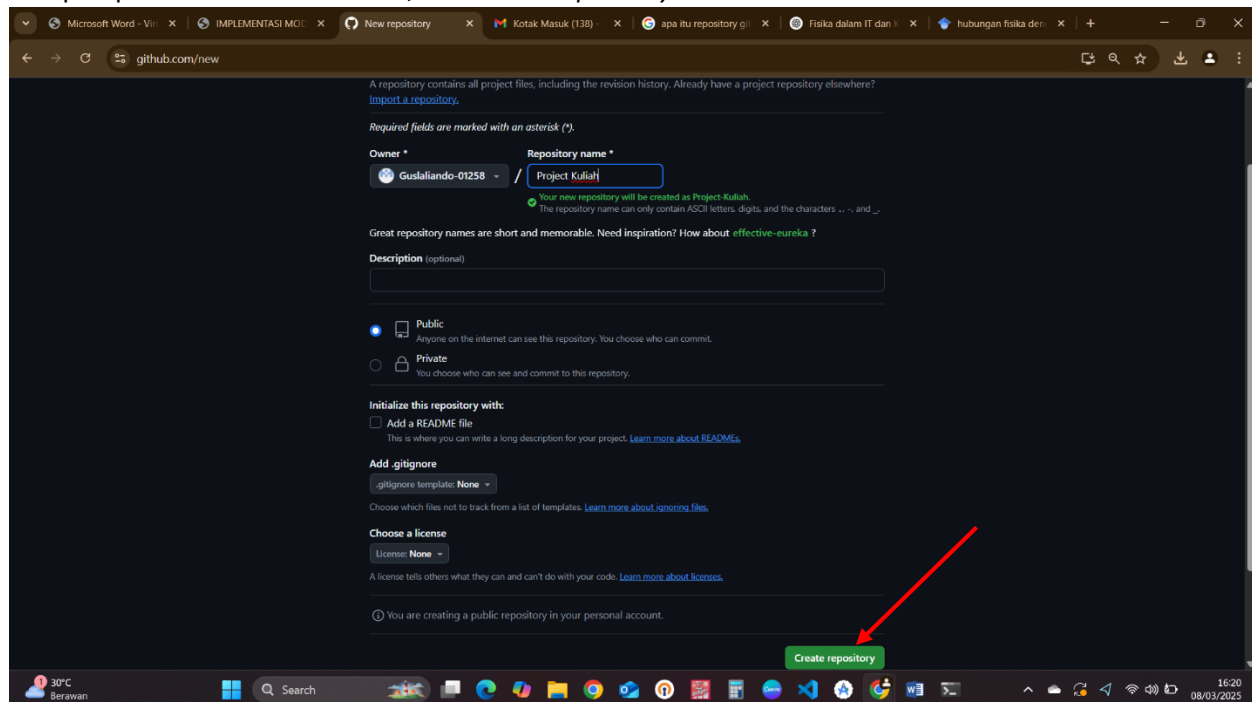 Microsoft Word - Vin
IMPLEMENTASI MOD
New repository
Kotak Masuk (138) -
apa itu repository git
Fisika dalam IT dan K
hubungan fisika den
github.com/new
A repository contains all project files, including the revision history. Already have a project repository elsewhere?
Import a repository.
Required fields are marked with an asterisk (*).
Owner * Repository name *
Guslaliando-01258 / Project Kuliah
Your new repository will be created as Project-Kuliah.
The repository name can only contain ASCII letters, digits, and the characters ., -, and _.
Great repository names are short and memorable. Need inspiration? How about effective-eureka ?
Description (optional)
Public
Anyone on the internet can see this repository. You choose who can commit.
Private
You choose who can see and commit to this repository.
Initialize this repository with:
Add a README file
This is where you can write a long description for your project. Learn more about READMEs.
Add .gitignore
.gitignore template: None
Choose which files not to track from a list of templates. Learn more about ignoring files.
Choose a license
License: None
A license tells others what they can and can't do with your code. Learn more about licenses.
You are creating a public repository in your personal account.
Create repository
1
30°C
Berawan
Search
16:20
08/03/2025